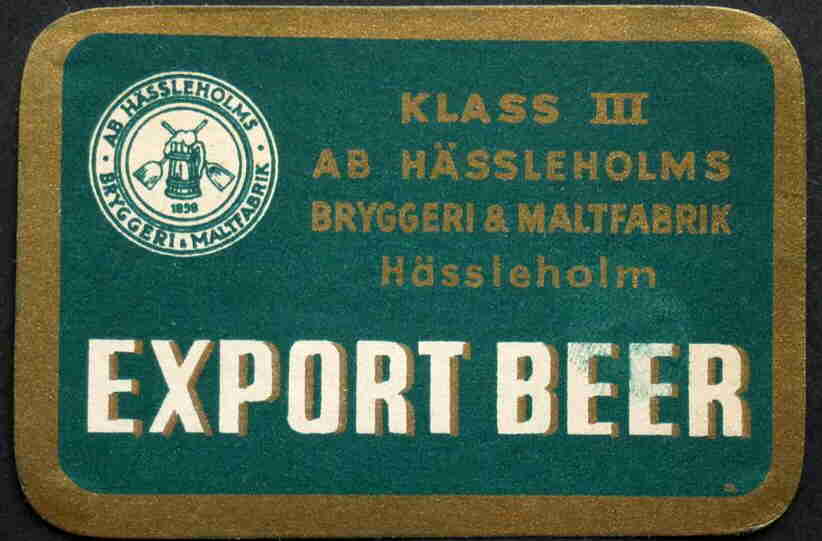 AB HÄSSLEHOLMS
BRYGGERI & MALTFABRIK
1898
KLASS III
AB HÄSSLEHOLMS
BRYGGERI & MALTFABRIK
Hässleholm
EXPORT BEER